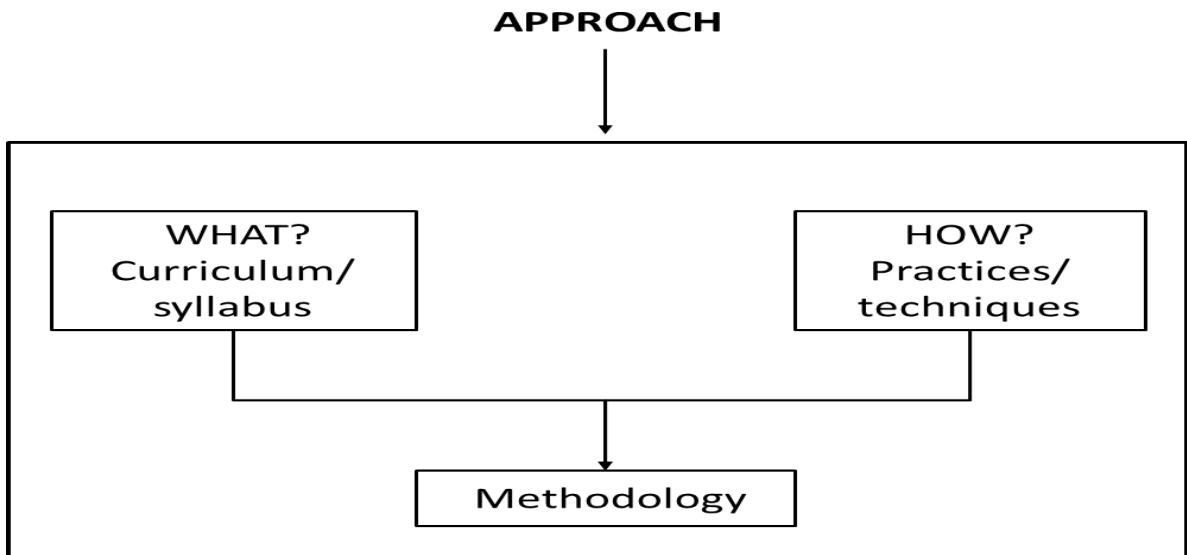 APPROACH
WHAT?
Curriculum/
syllabus
HOW?
Practices/
techniques
Methodology